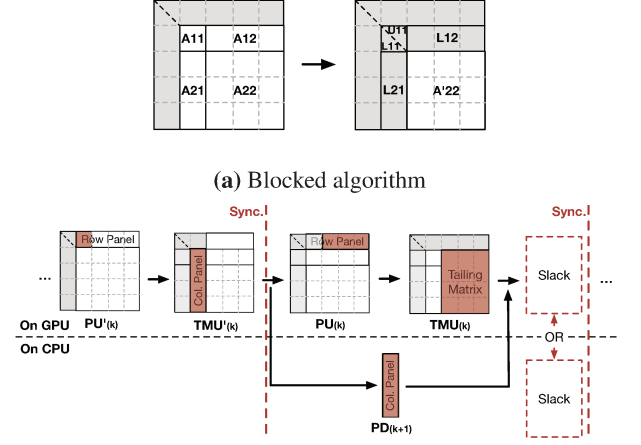 A11 A12
A21 A22
U11
L11
L12
L21 A'22
(a) Blocked algorithm
Sync. Sync.
Row Panel
Col. Panel
Row Panel
Tailing
Matrix
Slack
... ...
On GPU PU'(k) TMU'(k) PU(k) TMU(k)
On CPU OR
Col. Panel
Slack
PD(k+1)